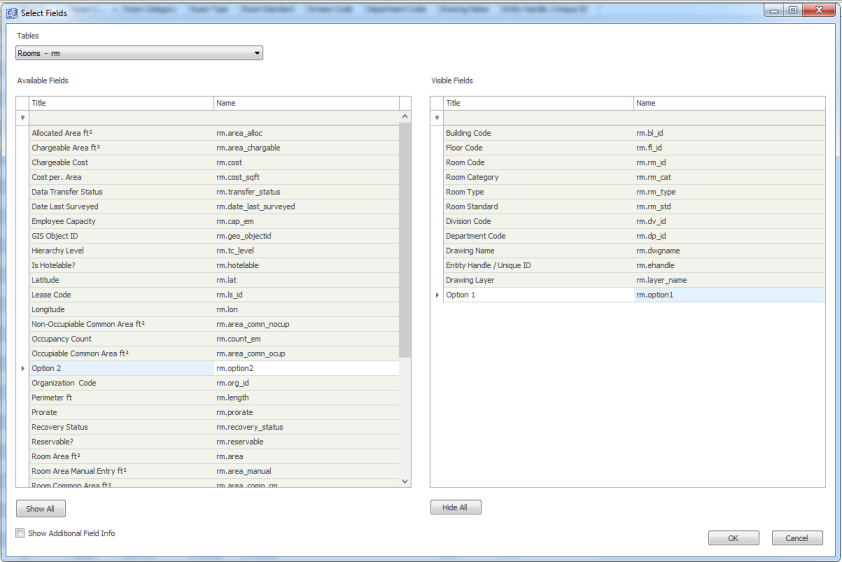 Select Fields
Tables
Rooms - rm
Available Fields
Title Name
Allocated Area ft² rm.area_alloc
Chargeable Area ft² rm.area_chargable
Chargeable Cost rm.cost
Cost per. Area rm.cost_sqft
Data Transfer Status rm.transfer_status
Date Last Surveyed rm.date_last_surveyed
Employee Capacity rm.cap_em
GIS Object ID rm.geo_objectid
Hierarchy Level rm.tc_level
Is Hotelable? rm.hotelable
Latitude rm.lat
Lease Code rm.ls_id
Longitude rm.lon
Non-Occupiable Common Area ft² rm.area_comn_nocup
Occupancy Count rm.count_em
Occupiable Common Area ft² rm.area_comn_ocup
Option 2 rm.option2
Organization Code rm.org_id
Perimeter ft rm.length
Prorate rm.prorate
Recovery Status rm.recovery_status
Reservable? rm.reservable
Room Area ft² rm.area
Room Area Manual Entry ft² rm.area_manual
Room Common Area ft² rm.area_comn_rm
Show All
Show Additional Field Info
Visible Fields
Title Name
Building Code rm.bl_id
Floor Code rm.fl_id
Room Code rm.rm_id
Room Category rm.rm_cat
Room Type rm.rm_type
Room Standard rm.rm_std
Division Code rm.dv_id
Department Code rm.dp_id
Drawing Name rm.dwgname
Entity Handle / Unique ID rm.ehandle
Drawing Layer rm.layer_name
Option 1 rm.option1
Hide All
OK Cancel